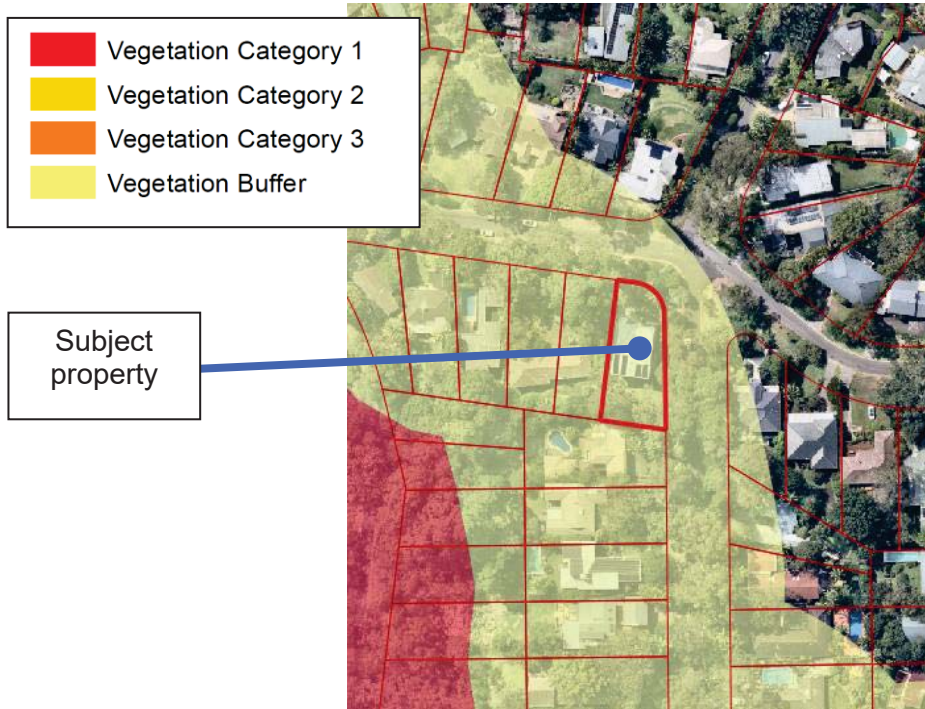 Vegetation Category 1
Vegetation Category 2
Vegetation Category 3
Vegetation Buffer
Subject
property